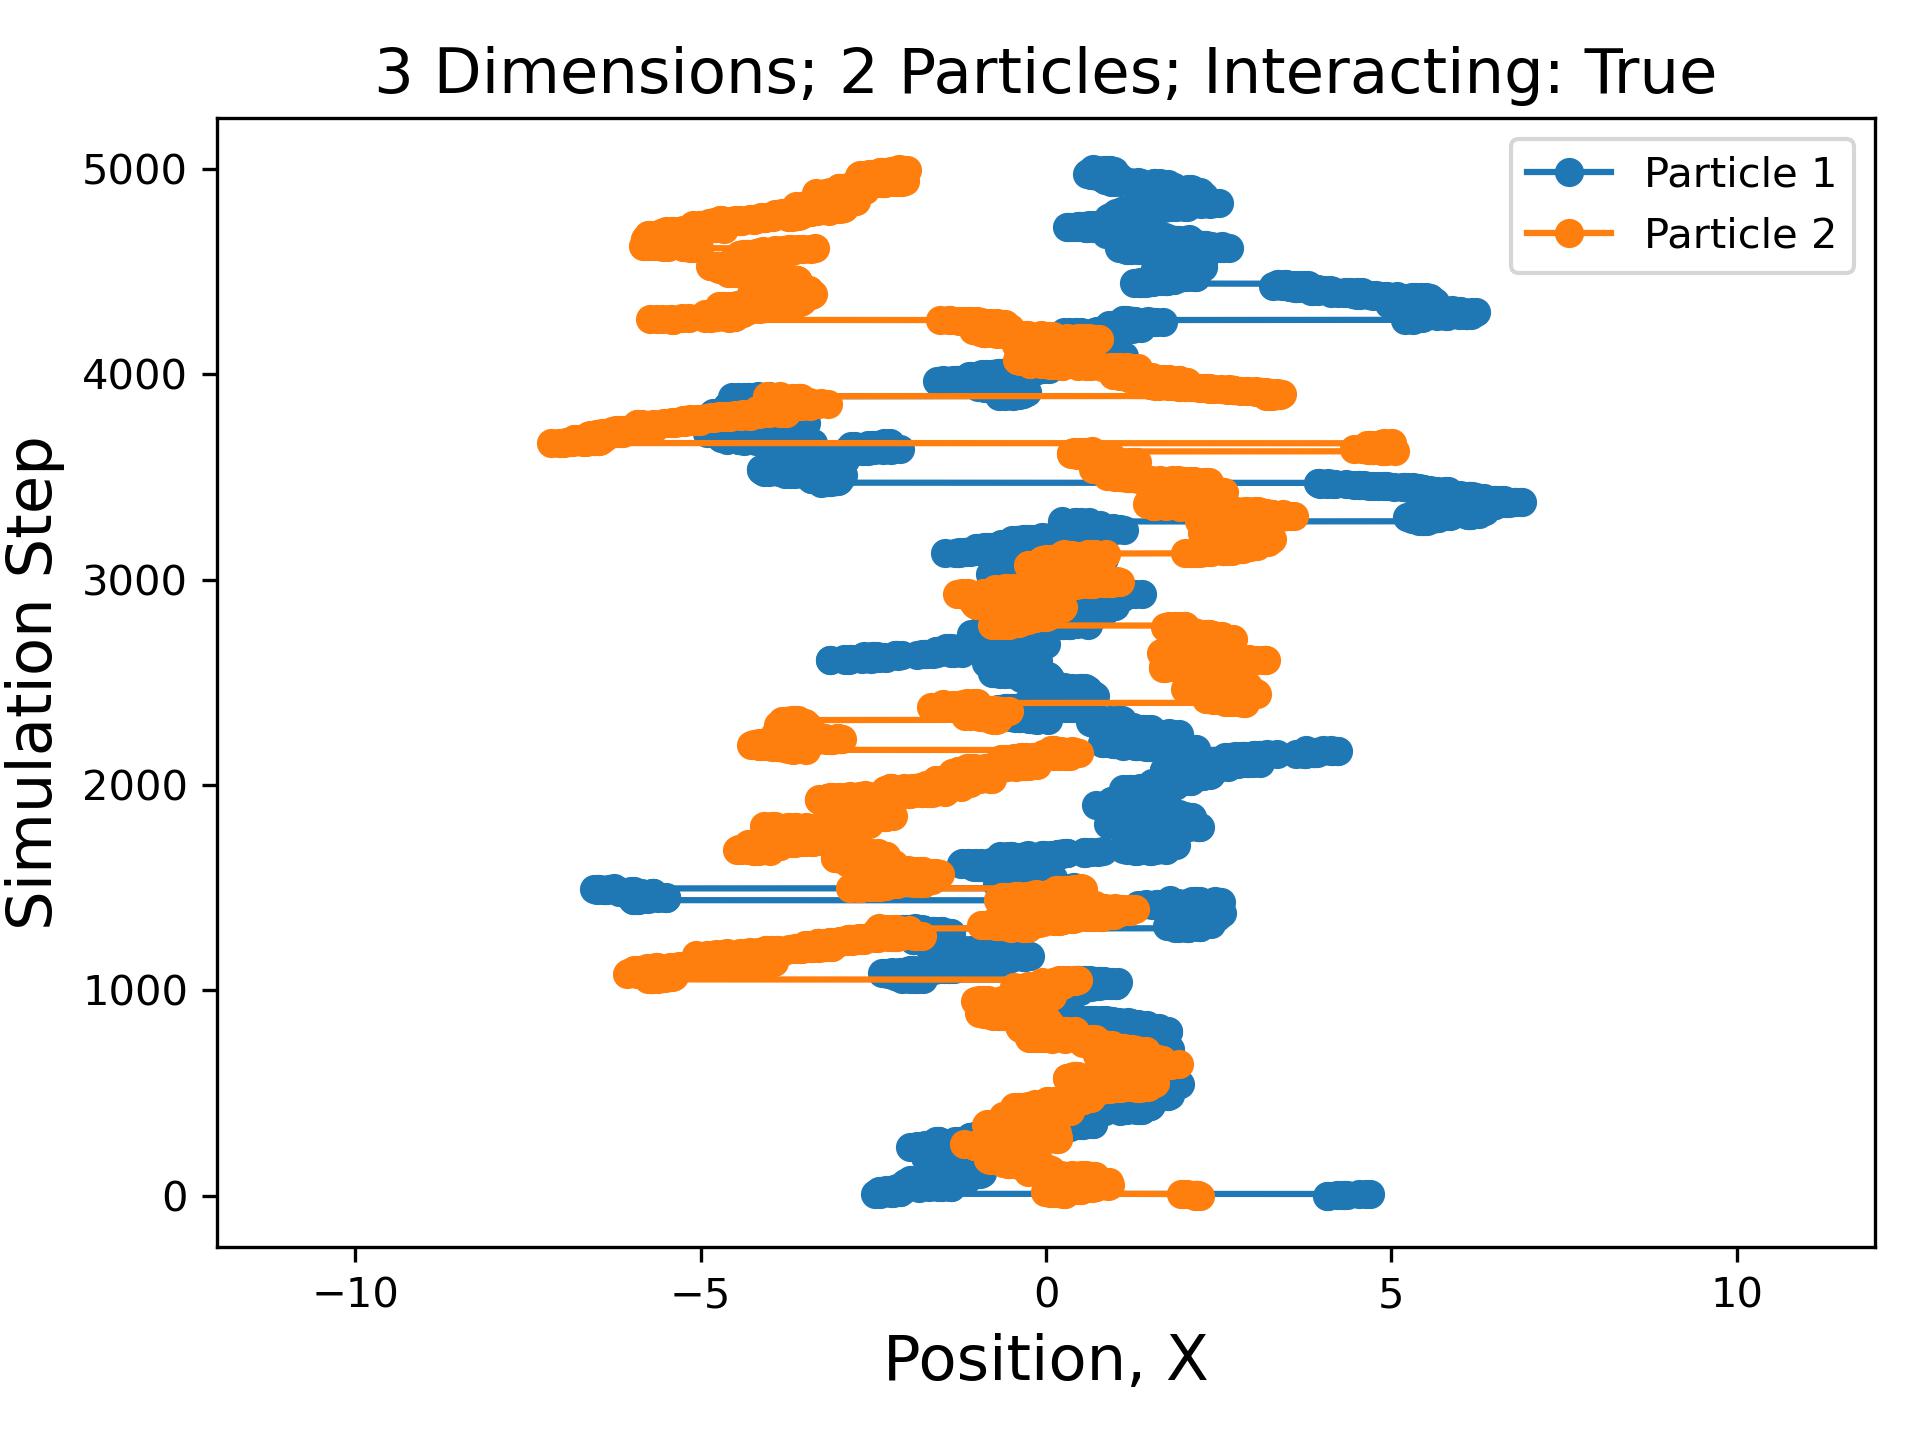 3 Dimensions; 2 Particles; Interacting: True
Particle 1
Particle 2
Simulation Step
5000
4000
3000
2000
1000
0
−10
−5
0
5
10
Position, X